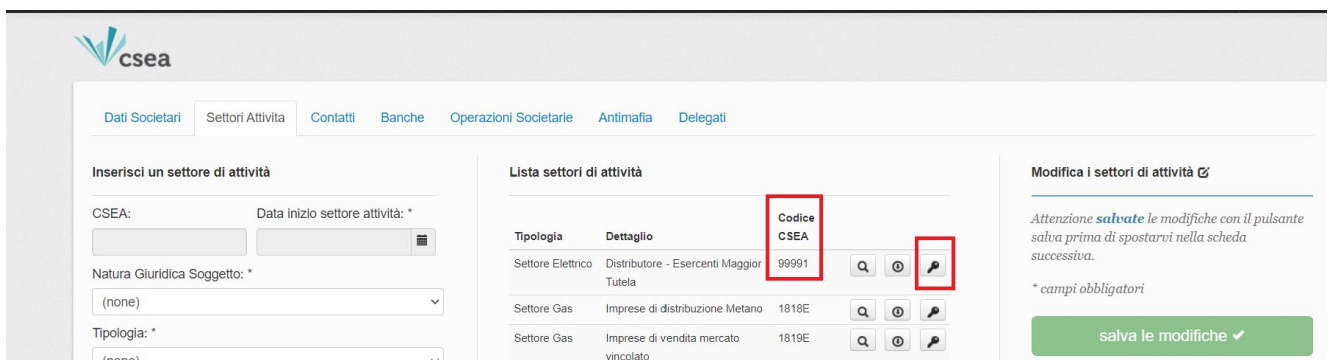 csea
Dati Societari Settori Attivita Contatti Banche Operazioni Societarie Antimafia Delegati
Inserisci un settore di attività
CSEA:
Data inizio settore attività: *
Natura Giuridica Soggetto: *
(none)
Tipologia: *
(none)
Lista settori di attività
Tipologia Dettaglio Codice
CSEA
Settore Elettrico Distributore - Esercenti Maggior 99991
Tutela
Settore Gas Imprese di distribuzione Metano 1818E
Settore Gas Imprese di vendita mercato 1819E
vincolato
Modifica i settori di attività
Attenzione salvate le modifiche con il pulsante
salva prima di spostarvi nella scheda
successiva.
* campi obbligatori
salva le modifiche ✔